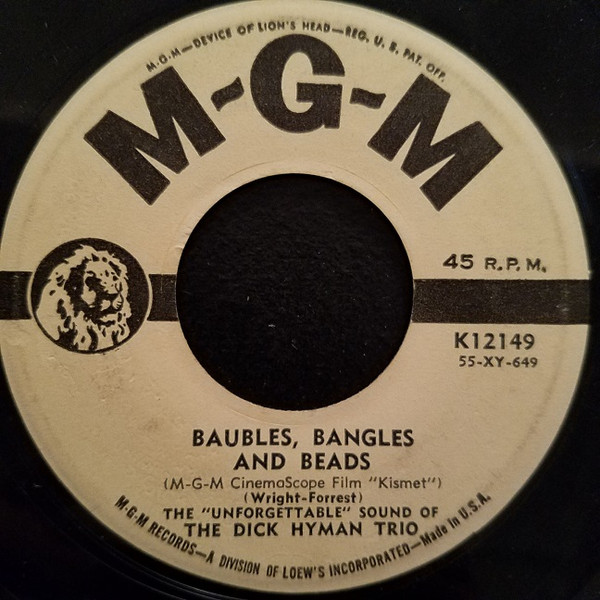 M-G-M—DEVICE OF LION'S HEAD—REG. U. S. PAT. OFF.
M-G-M
45 R.P.M.
K12149
55-XY-649
BAUBLES, BANGLES
AND BEADS
(M-G-M CinemaScope Film "Kismet")
(Wright-Forrest)
THE "UNFORGETTABLE" SOUND OF
THE DICK HYMAN TRIO
M-G-M RECORDS—A DIVISION OF LOEW'S INCORPORATED—Made in U.S.A.